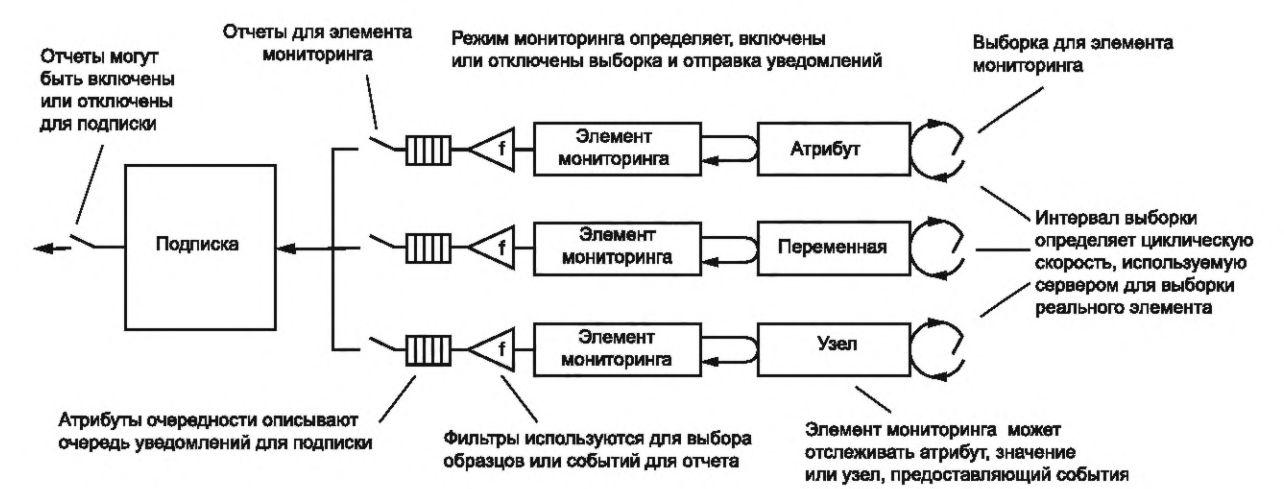 Отчеты могут
быть включены
или отключены
для подписки
Отчеты для элемента
мониторинга
Режим мониторинга определяет, включены
или отключены выборка и отправка уведомлений
Выборка для элемента
мониторинга
f
Элемент
мониторинга
Атрибут
Подписка
f
Элемент
мониторинга
Переменная
Интервал выборки
определяет циклическую
скорость, используемую
сервером для выборки
реального элемента
f
Элемент
мониторинга
Узел
Атрибуты очередности описывают
очередь уведомлений для подписки
Фильтры используются для выбора
образцов или событий для отчета
Элемент мониторинга может
отслеживать атрибут, значение
или узел, предоставляющий события